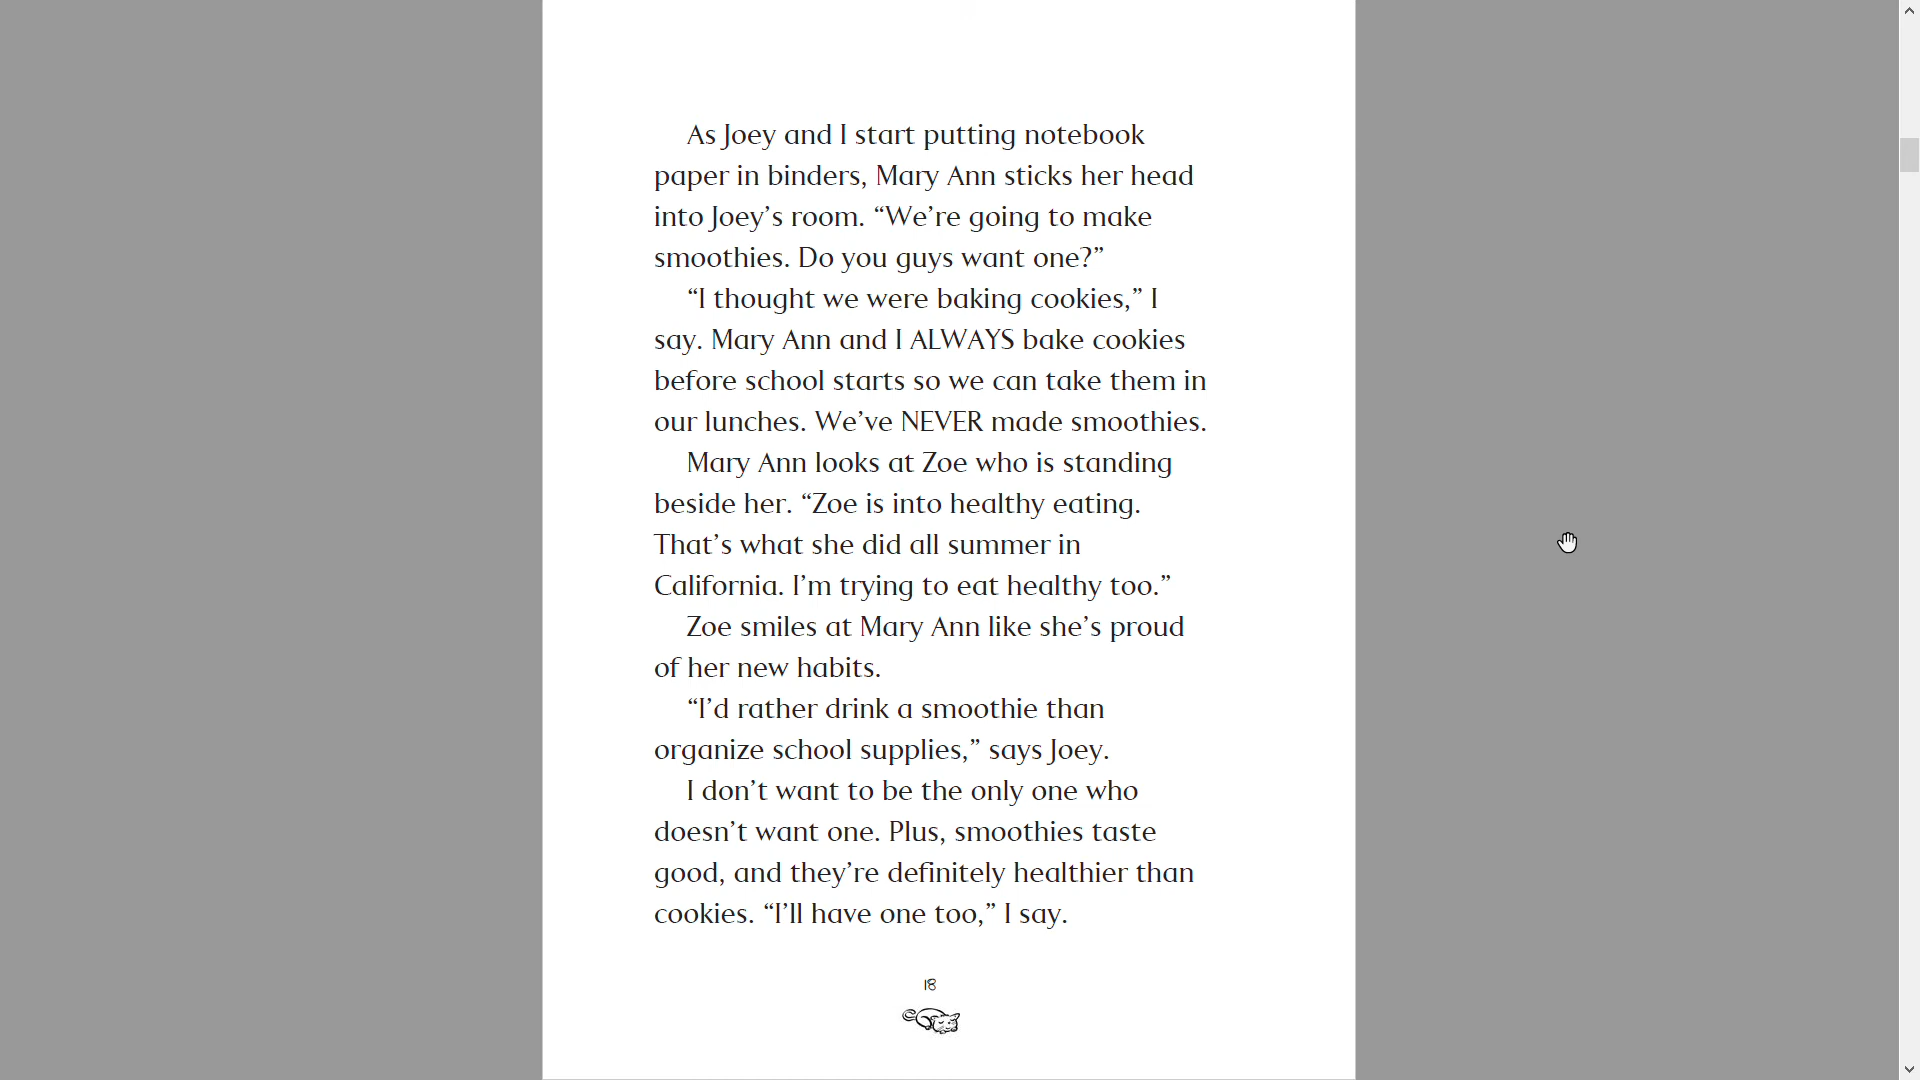 As Joey and I start putting notebook
paper in binders, Mary Ann sticks her head
into Joey’s room. “We’re going to make
smoothies. Do you guys want one?”
“I thought we were baking cookies,” I
say. Mary Ann and I ALWAYS bake cookies
before school starts so we can take them in
our lunches. We’ve NEVER made smoothies.
Mary Ann looks at Zoe who is standing
beside her. “Zoe is into healthy eating.
That’s what she did all summer in
California. I’m trying to eat healthy too.”
Zoe smiles at Mary Ann like she’s proud
of her new habits.
“I’d rather drink a smoothie than
organize school supplies,” says Joey.
I don’t want to be the only one who
doesn’t want one. Plus, smoothies taste
good, and they’re definitely healthier than
cookies. “I’ll have one too,” I say.
18